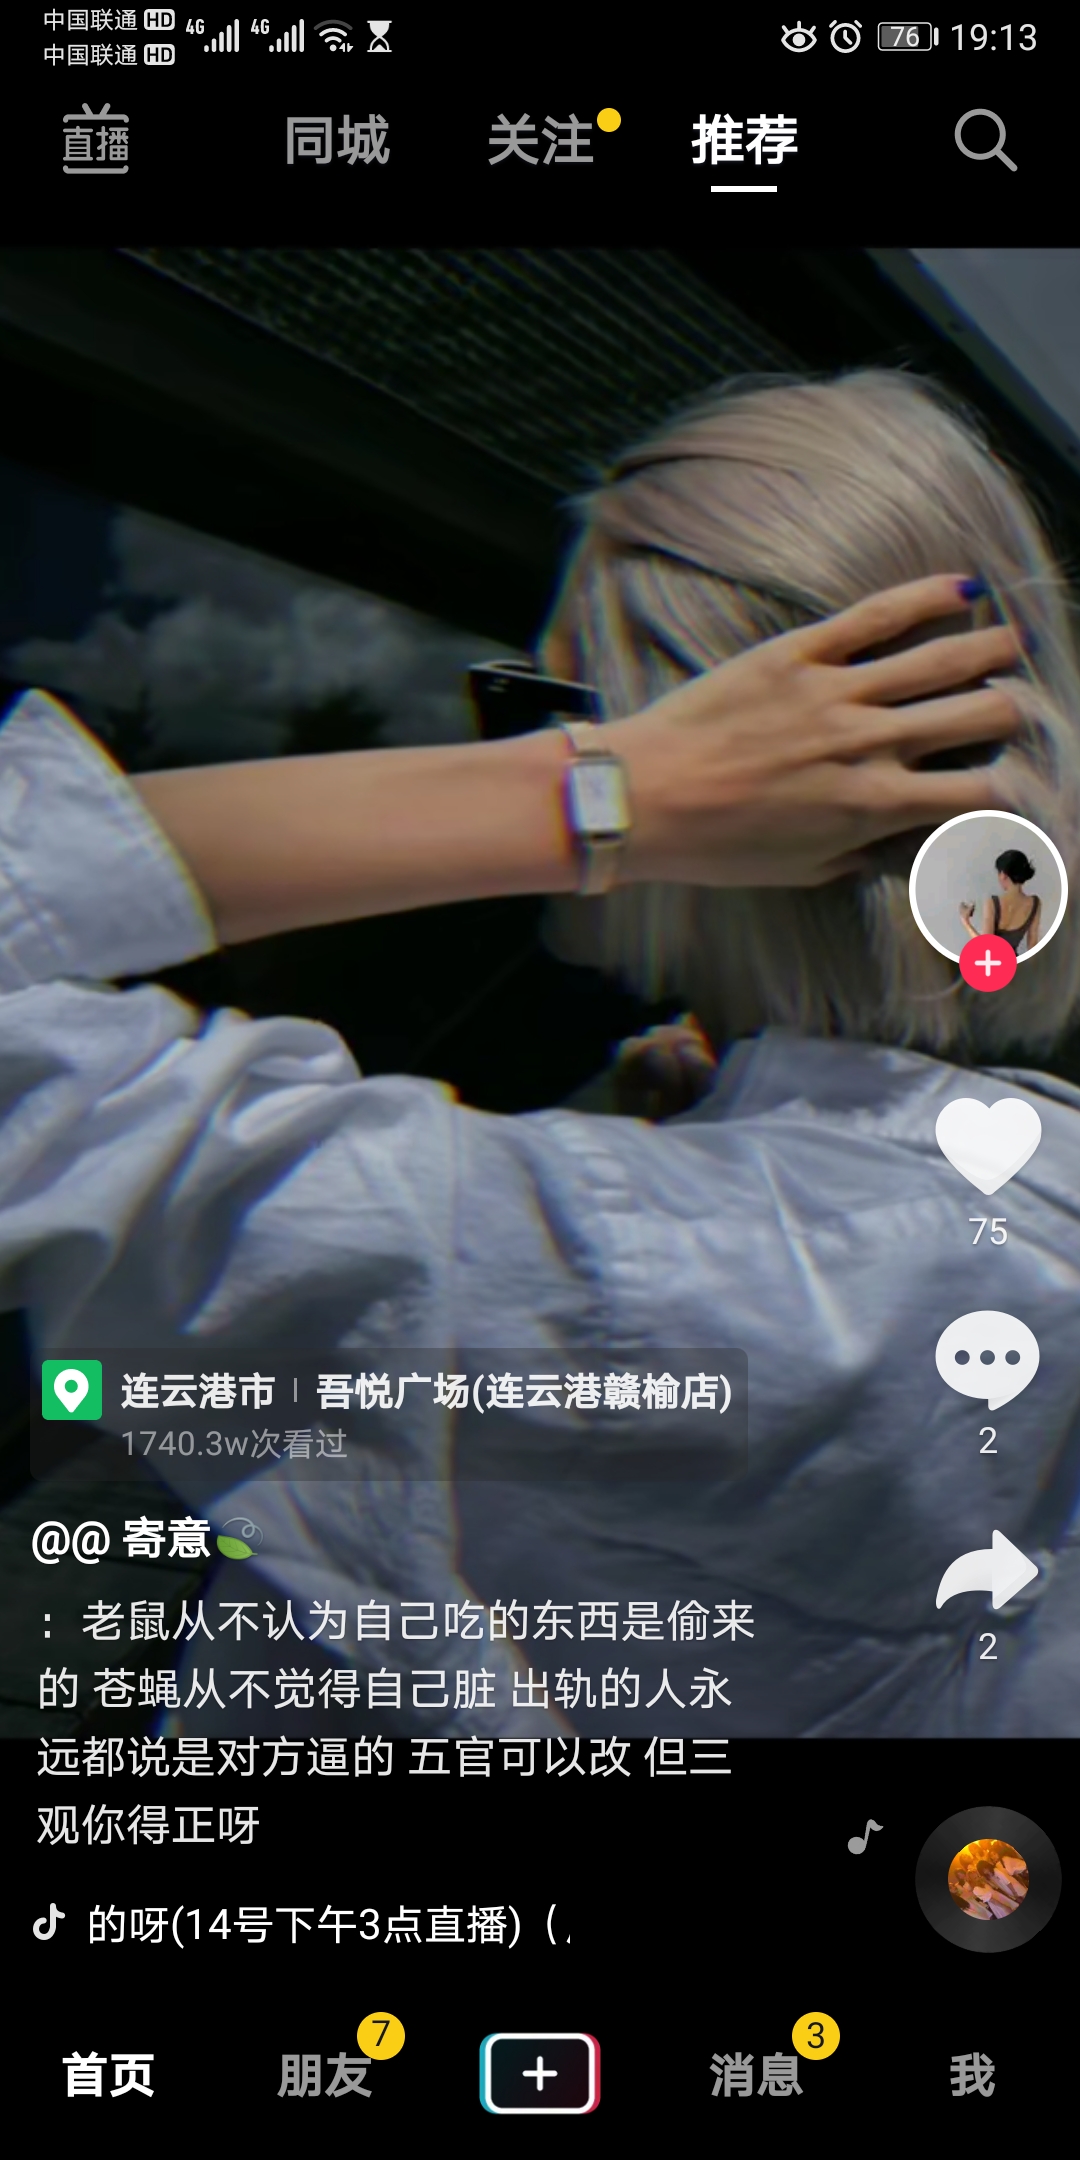 中国联通 HD 4G 4G 76 19:13
中国联通 HD
直播 同城 关注 推荐
75
连云港市 | 吾悦广场(连云港赣榆店)
1740.3w次看过
2
@@ 寄意
：老鼠从不认为自己吃的东西是偷来
的 苍蝇从不觉得自己脏 出轨的人永
远都说是对方逼的 五官可以改 但三
观你得正呀
2
的呀(14号下午3点直播)（
首页 朋友 7 消息 3 我